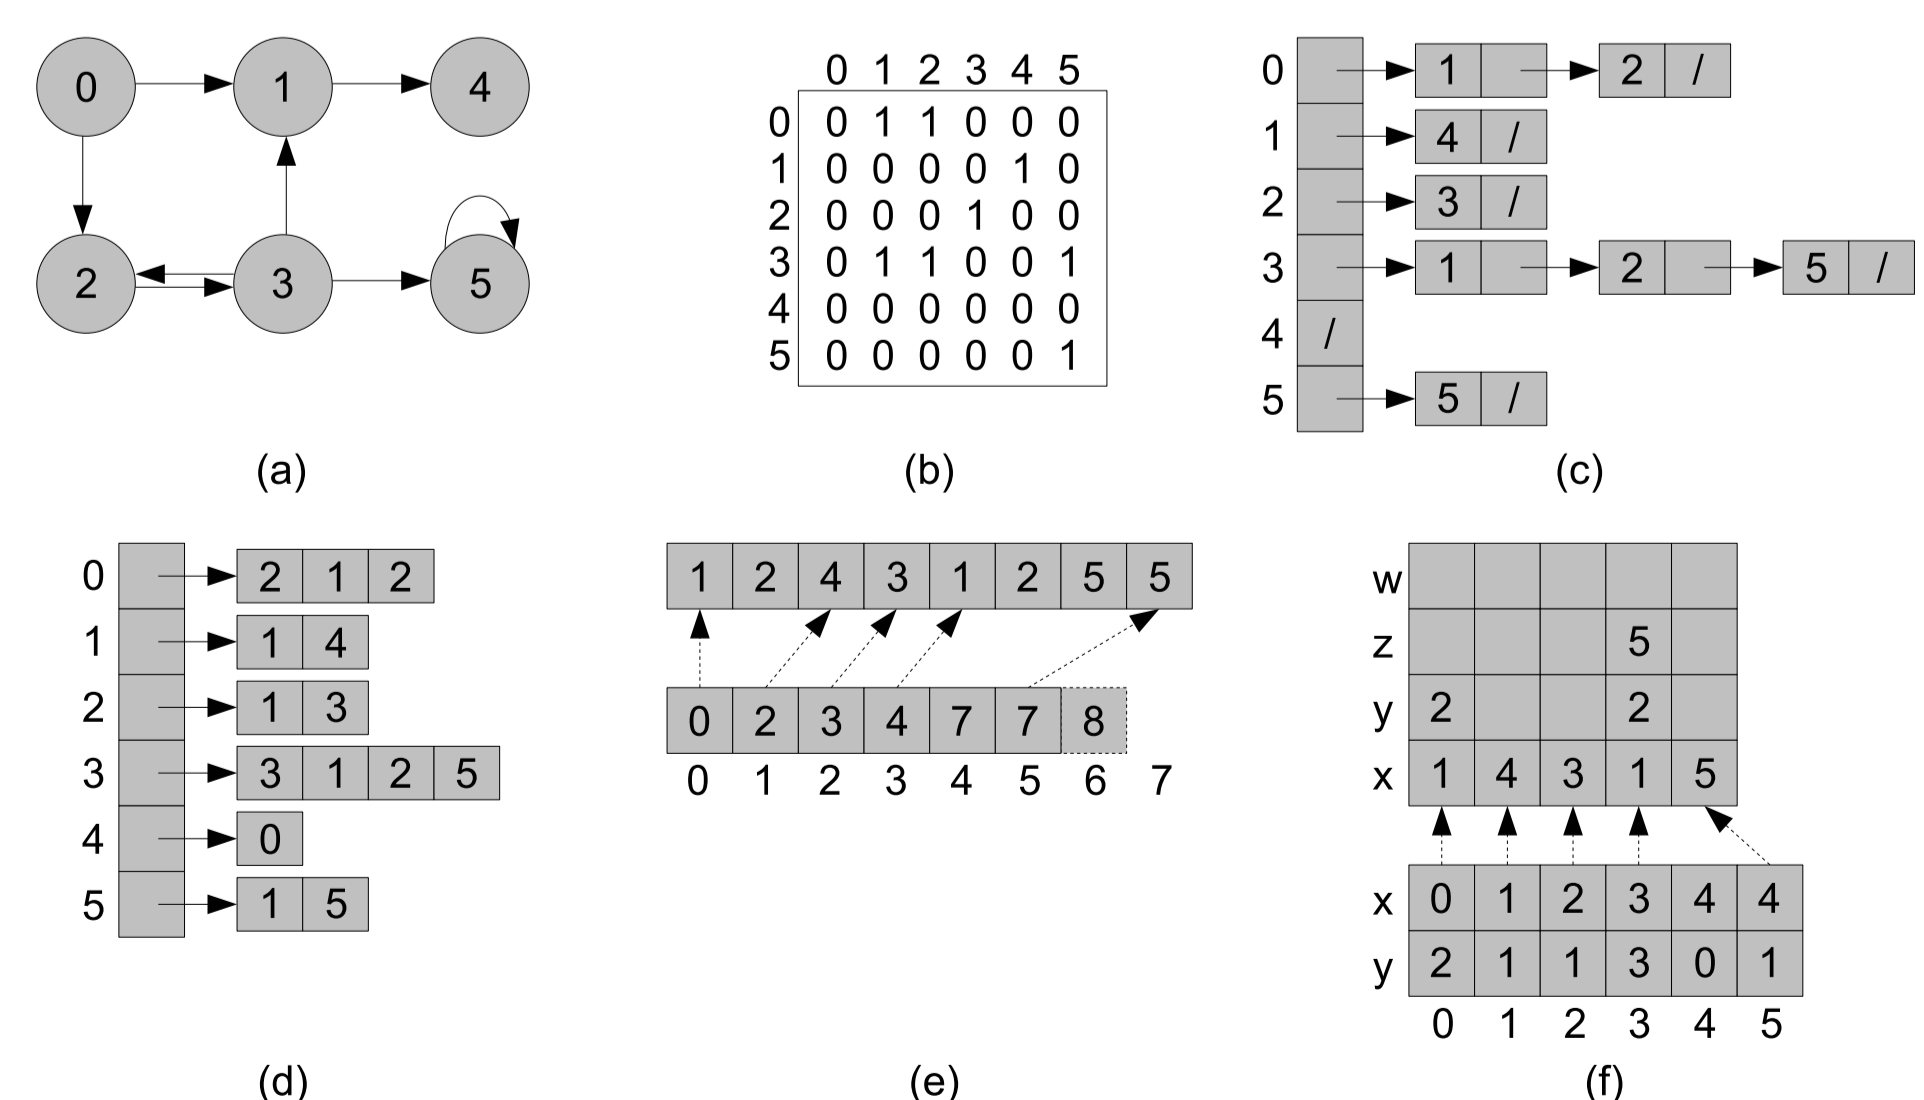 0 1 4
2 3 5
(a)
0 1 2 3 4 5
0 0 1 1 0 0 0
1 0 0 0 0 1 0
2 0 0 0 1 0 0
3 0 1 1 0 0 1
4 0 0 0 0 0 0
5 0 0 0 0 0 1
(b)
0 1 2 /
1 4 /
2 3 /
3 1 2 5 /
4 /
5 5 /
(c)
0 2 1 2
1 1 4
2 1 3
3 3 1 2 5
4 0
5 1 5
(d)
1 2 4 3 1 2 5 5
0 2 3 4 7 7 8
0 1 2 3 4 5 6 7
(e)
w
z 5
y 2 2
x 1 4 3 1 5
x 0 1 2 3 4 4
y 2 1 1 3 0 1
0 1 2 3 4 5
(f)